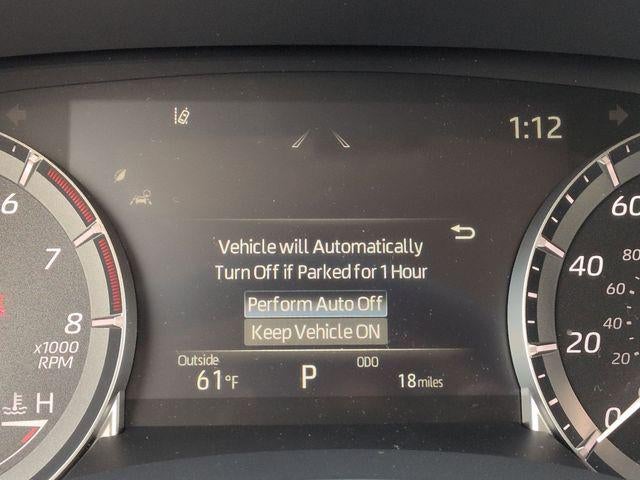 1:12
Vehicle will Automatically
Turn Off if Parked for 1 Hour
Perform Auto Off
Keep Vehicle ON
Outside
61°F
P
ODO
18 miles
6
7
8
x1000
RPM
H
60
80
40
60
40
20
20
0